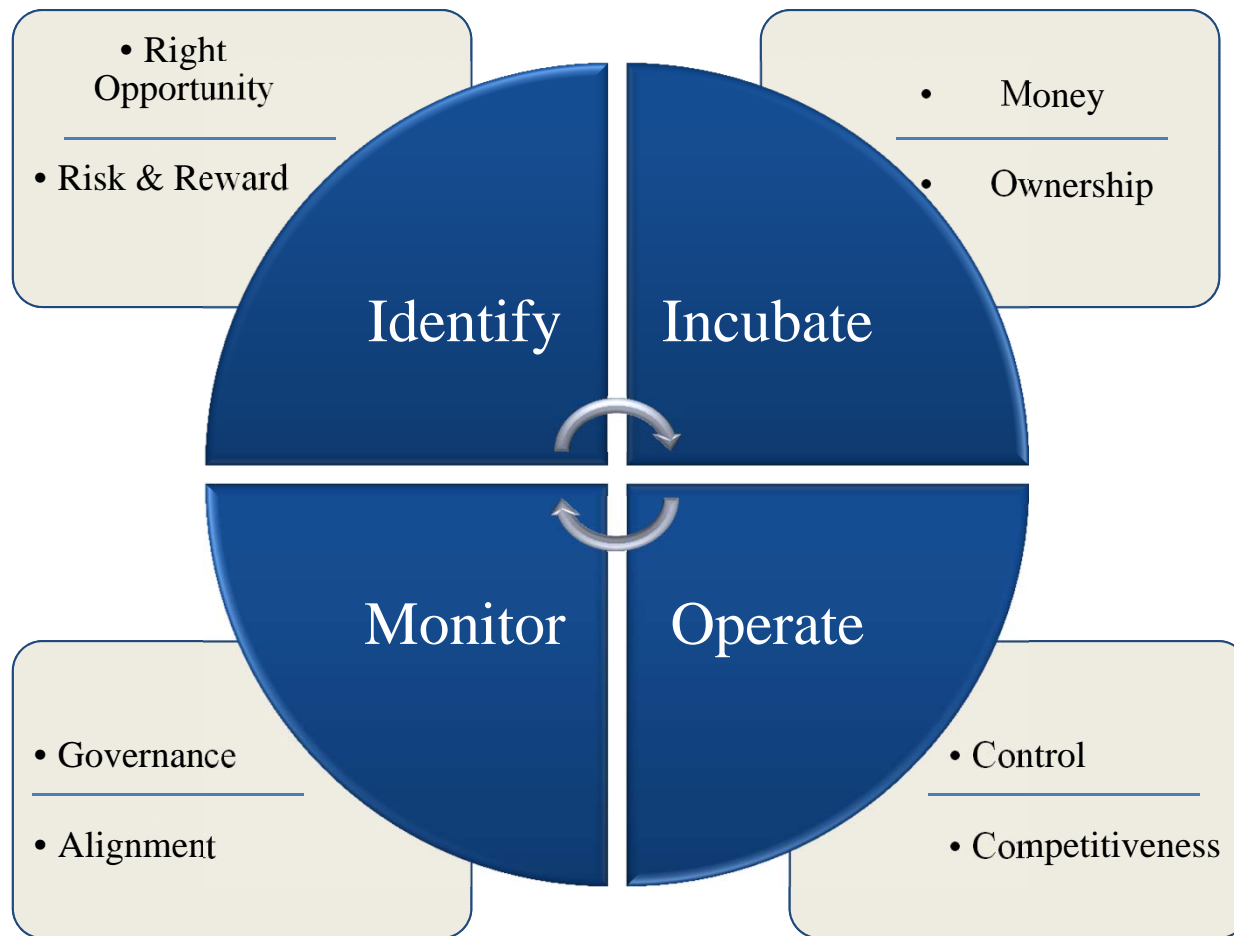 • Right
Opportunity
• Risk & Reward
• Money
• Ownership
Identify
Incubate
Monitor
Operate
• Governance
• Alignment
• Control
• Competitiveness